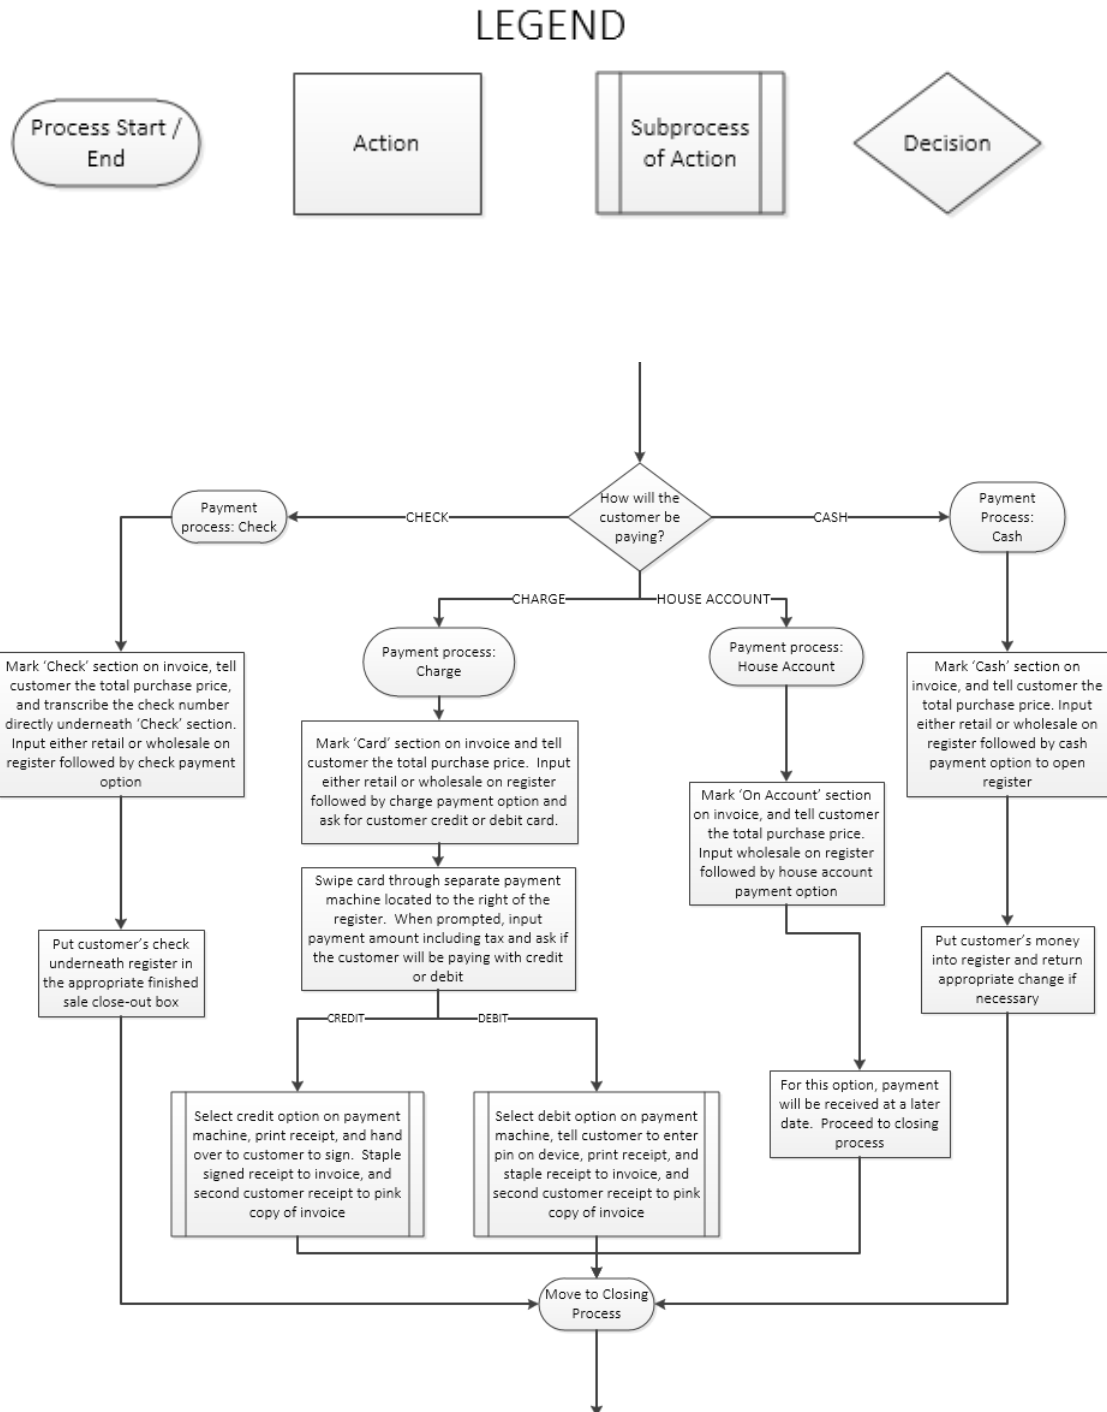 LEGEND
Process Start /
End
Action
Subprocess
of Action
Decision
How will the
customer be
paying?
CHECK
CASH
CHARGE
HOUSE ACCOUNT
Payment
process: Check
Mark ‘Check’ section on invoice, tell
customer the total purchase price,
and transcribe the check number
directly underneath ‘Check’ section.
Input either retail or wholesale on
register followed by check payment
option
Put customer’s check
underneath register in
the appropriate finished
sale close-out box
Payment process:
Charge
Mark ‘Card’ section on invoice and tell
customer the total purchase price. Input
either retail or wholesale on register
followed by charge payment option and
ask for customer credit or debit card.
Swipe card through separate payment
machine located to the right of the
register. When prompted, input
payment amount including tax and ask if
the customer will be paying with credit
or debit
CREDIT
DEBIT
Select credit option on payment
machine, print receipt, and hand
over to customer to sign. Staple
signed receipt to invoice, and
second customer receipt to pink
copy of invoice
Select debit option on payment
machine, tell customer to enter
pin on device, print receipt, and
staple receipt to invoice, and
second customer receipt to pink
copy of invoice
Payment process:
House Account
Mark ‘On Account’ section
on invoice, and tell customer
the total purchase price.
Input wholesale on register
followed by house account
payment option
For this option, payment
will be received at a later
date. Proceed to closing
process
Payment
Process:
Cash
Mark ‘Cash’ section on
invoice, and tell customer the
total purchase price. Input
either retail or wholesale on
register followed by cash
payment option to open
register
Put customer’s money
into register and return
appropriate change if
necessary
Move to Closing
Process